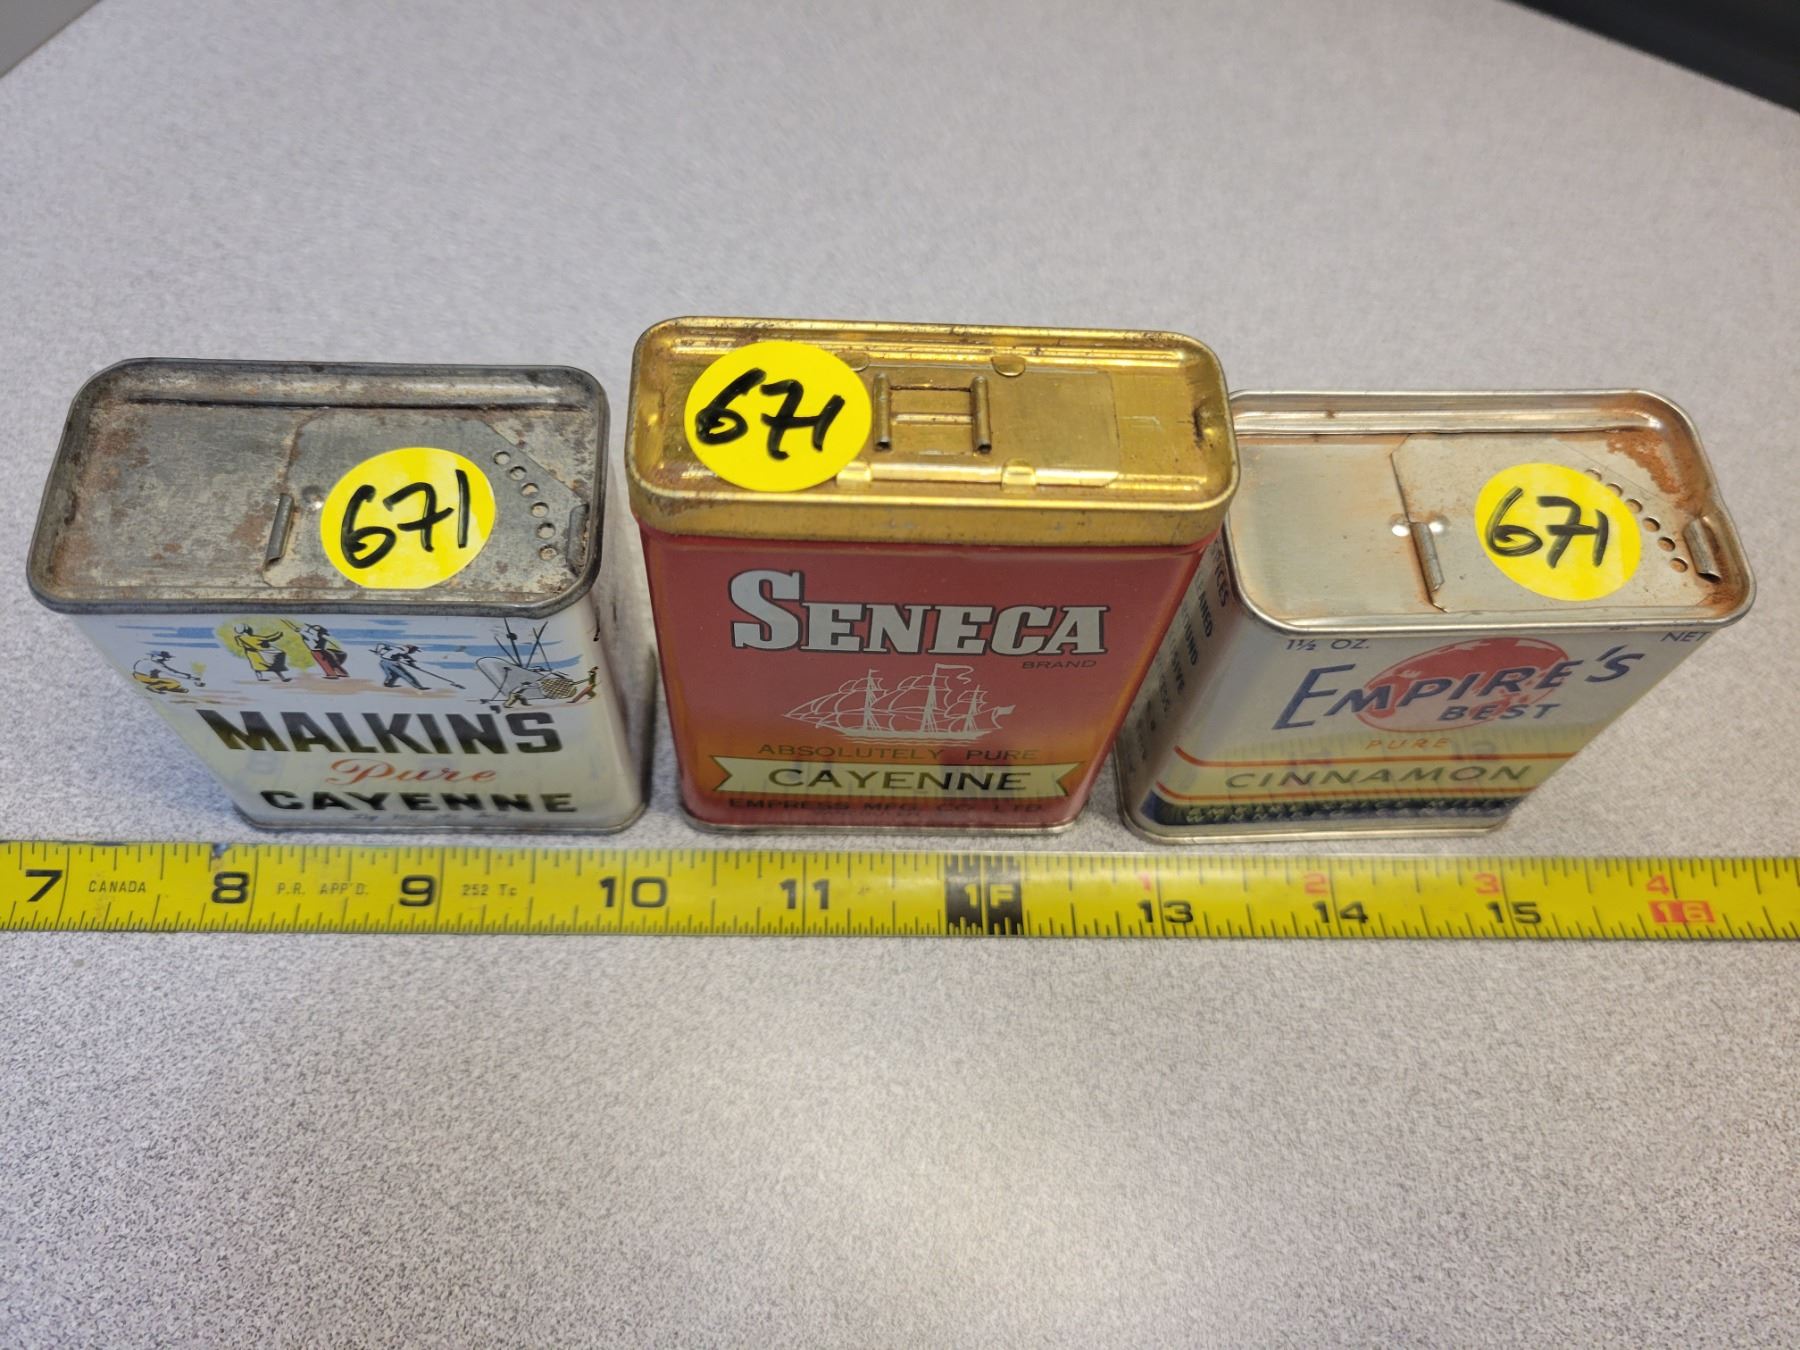 671
MALKIN'S
Pure
CAYENNE
671
SENECA
BRAND
ABSOLUTELY PURE
CAYENNE
EMPRESS MFG. CO. LTD.
671
1½ OZ. NET
EMPIRE'S
BEST
PURE
CINNAMON
7 CANADA 8 P.R. APP'D. 9 252 Tc 10 11 1F 1 13 2 14 3 15 4 16